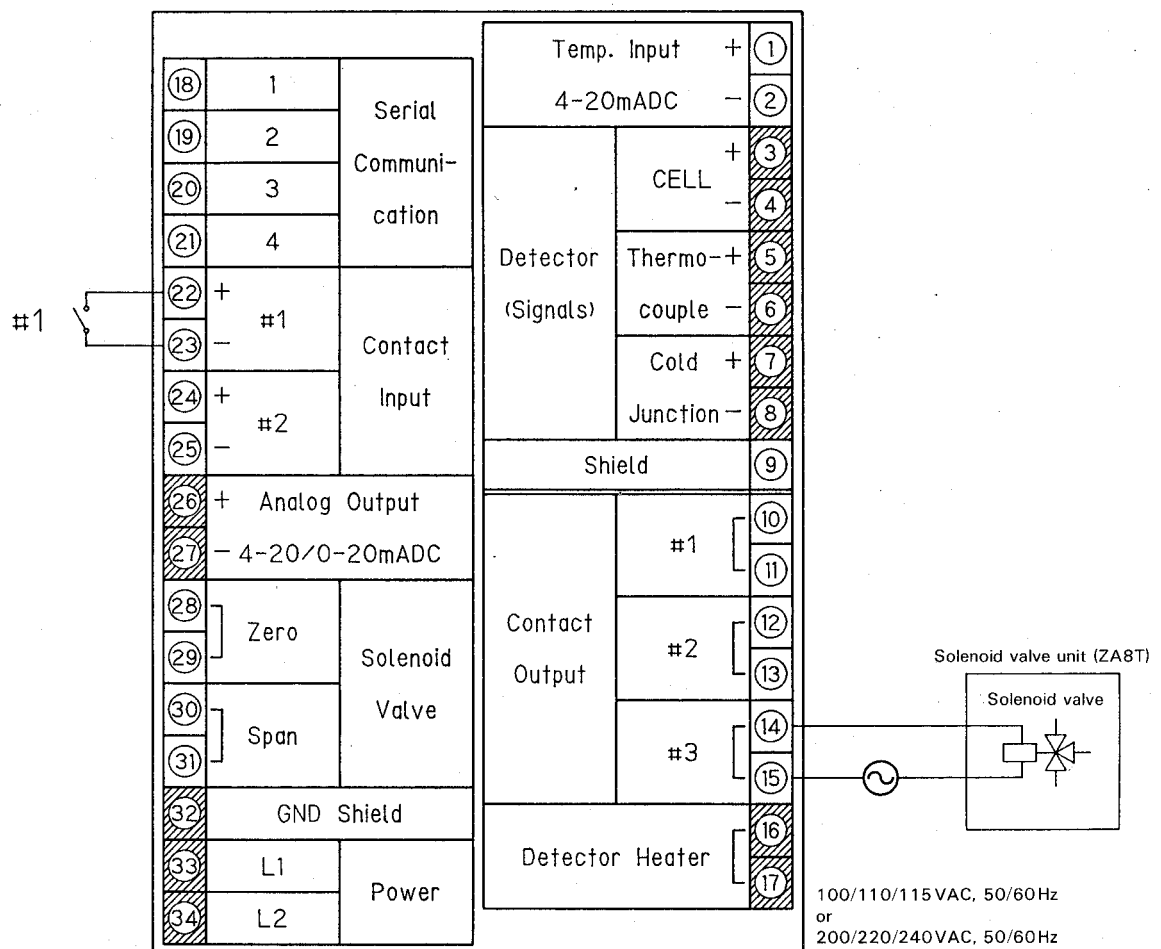 Temp. Input + ①
4-20mADC - ②
⑱ 1
⑲ 2
⑳ 3
㉑ 4
Serial
Communi-
cation
CELL
+ ③
- ④
Detector
(Signals)
Thermo- + ⑤
couple - ⑥
Cold + ⑦
Junction - ⑧
#1
㉒ +
#1
㉓ -
㉔ +
#2
㉕ -
Contact
Input
Shield ⑨
㉖ + Analog Output
㉗ - 4-20/0-20mADC
Contact
Output
#1
⑩
⑪
#2
⑫
⑬
#3
⑭
⑮
㉘
Zero
㉙
㉚
Span
㉛
Solenoid
Valve
Solenoid valve unit (ZA8T)
Solenoid valve
㉜ GND Shield
㉝ L1
㉞ L2
Power
Detector Heater
⑯
⑰
100/110/115VAC, 50/60Hz
or
200/220/240VAC, 50/60Hz